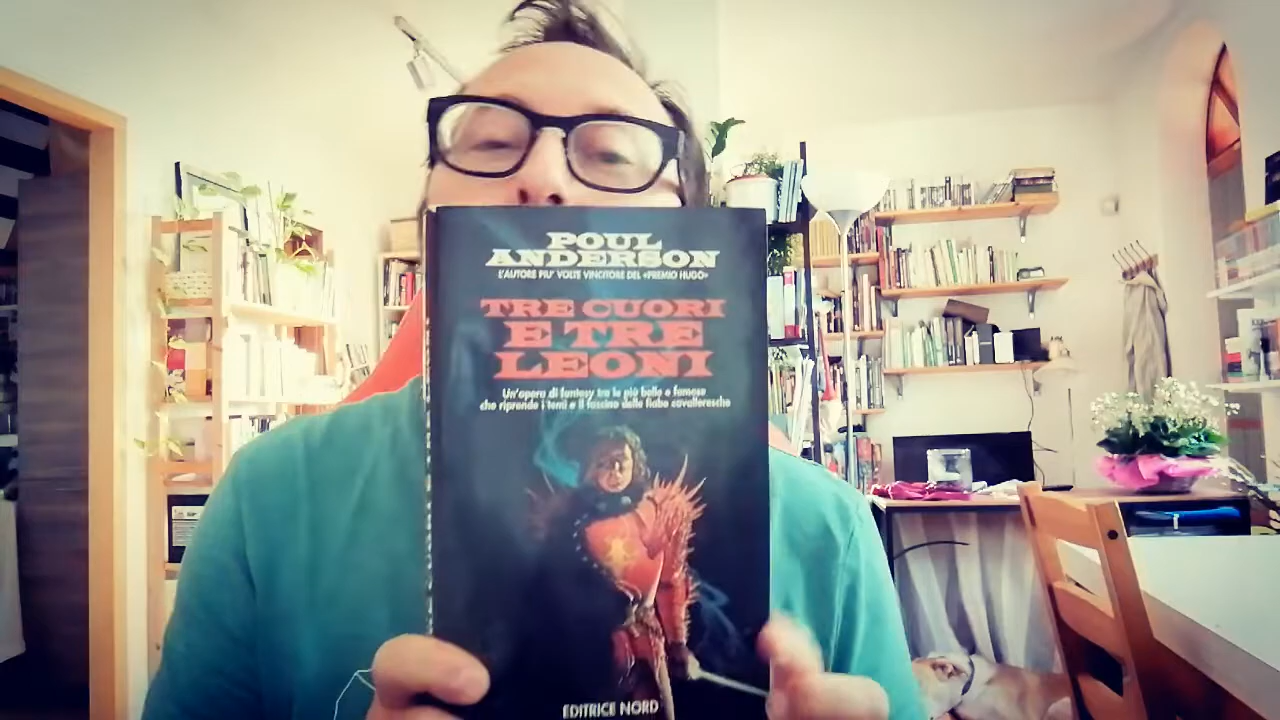 POUL
ANDERSON
L'AUTORE PIU' VOLTE VINCITORE DEL «PREMIO HUGO»
TRE CUORI
E TRE
LEONI
Un'opera di fantasy tra le più belle e famose
che riprende i temi e il fascino delle fiabe cavalleresche
EDITRICE NORD